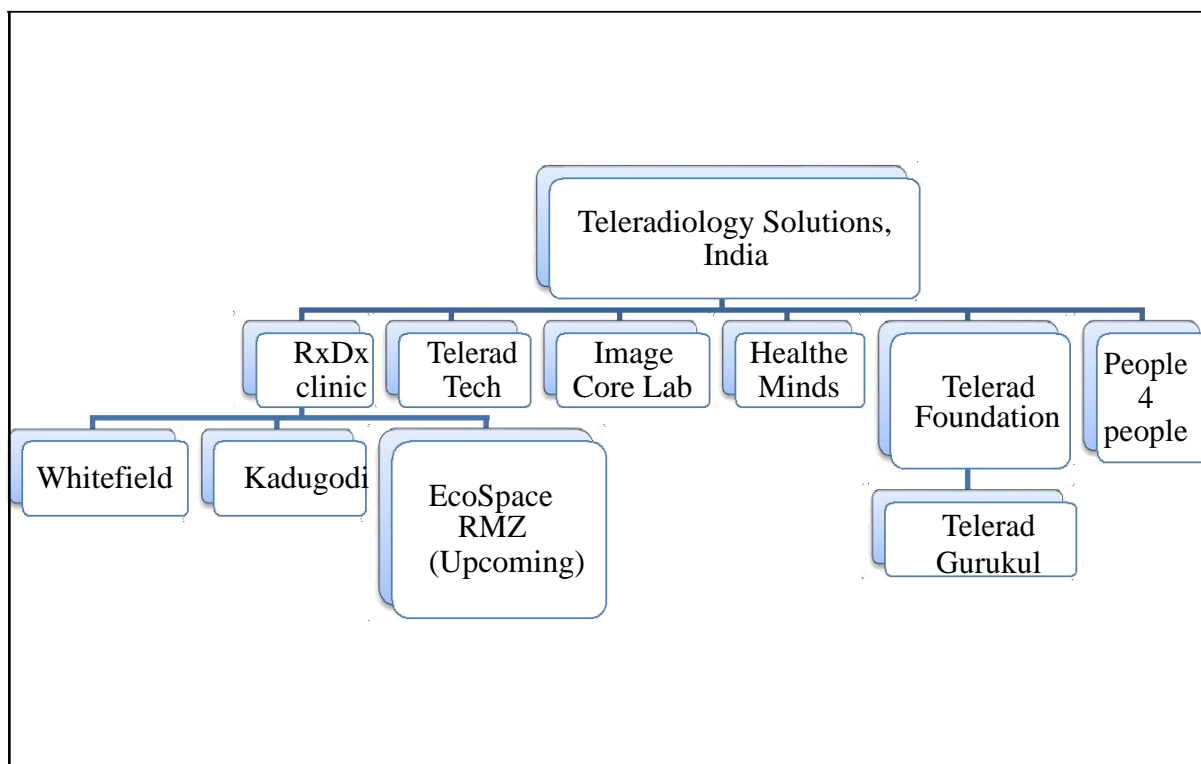 Teleradiology Solutions,
India
RxDx
clinic
Telerad
Tech
Image
Core Lab
Healthe
Minds
Telerad
Foundation
People
4
people
Whitefield
Kadugodi
EcoSpace
RMZ
(Upcoming)
Telerad
Gurukul